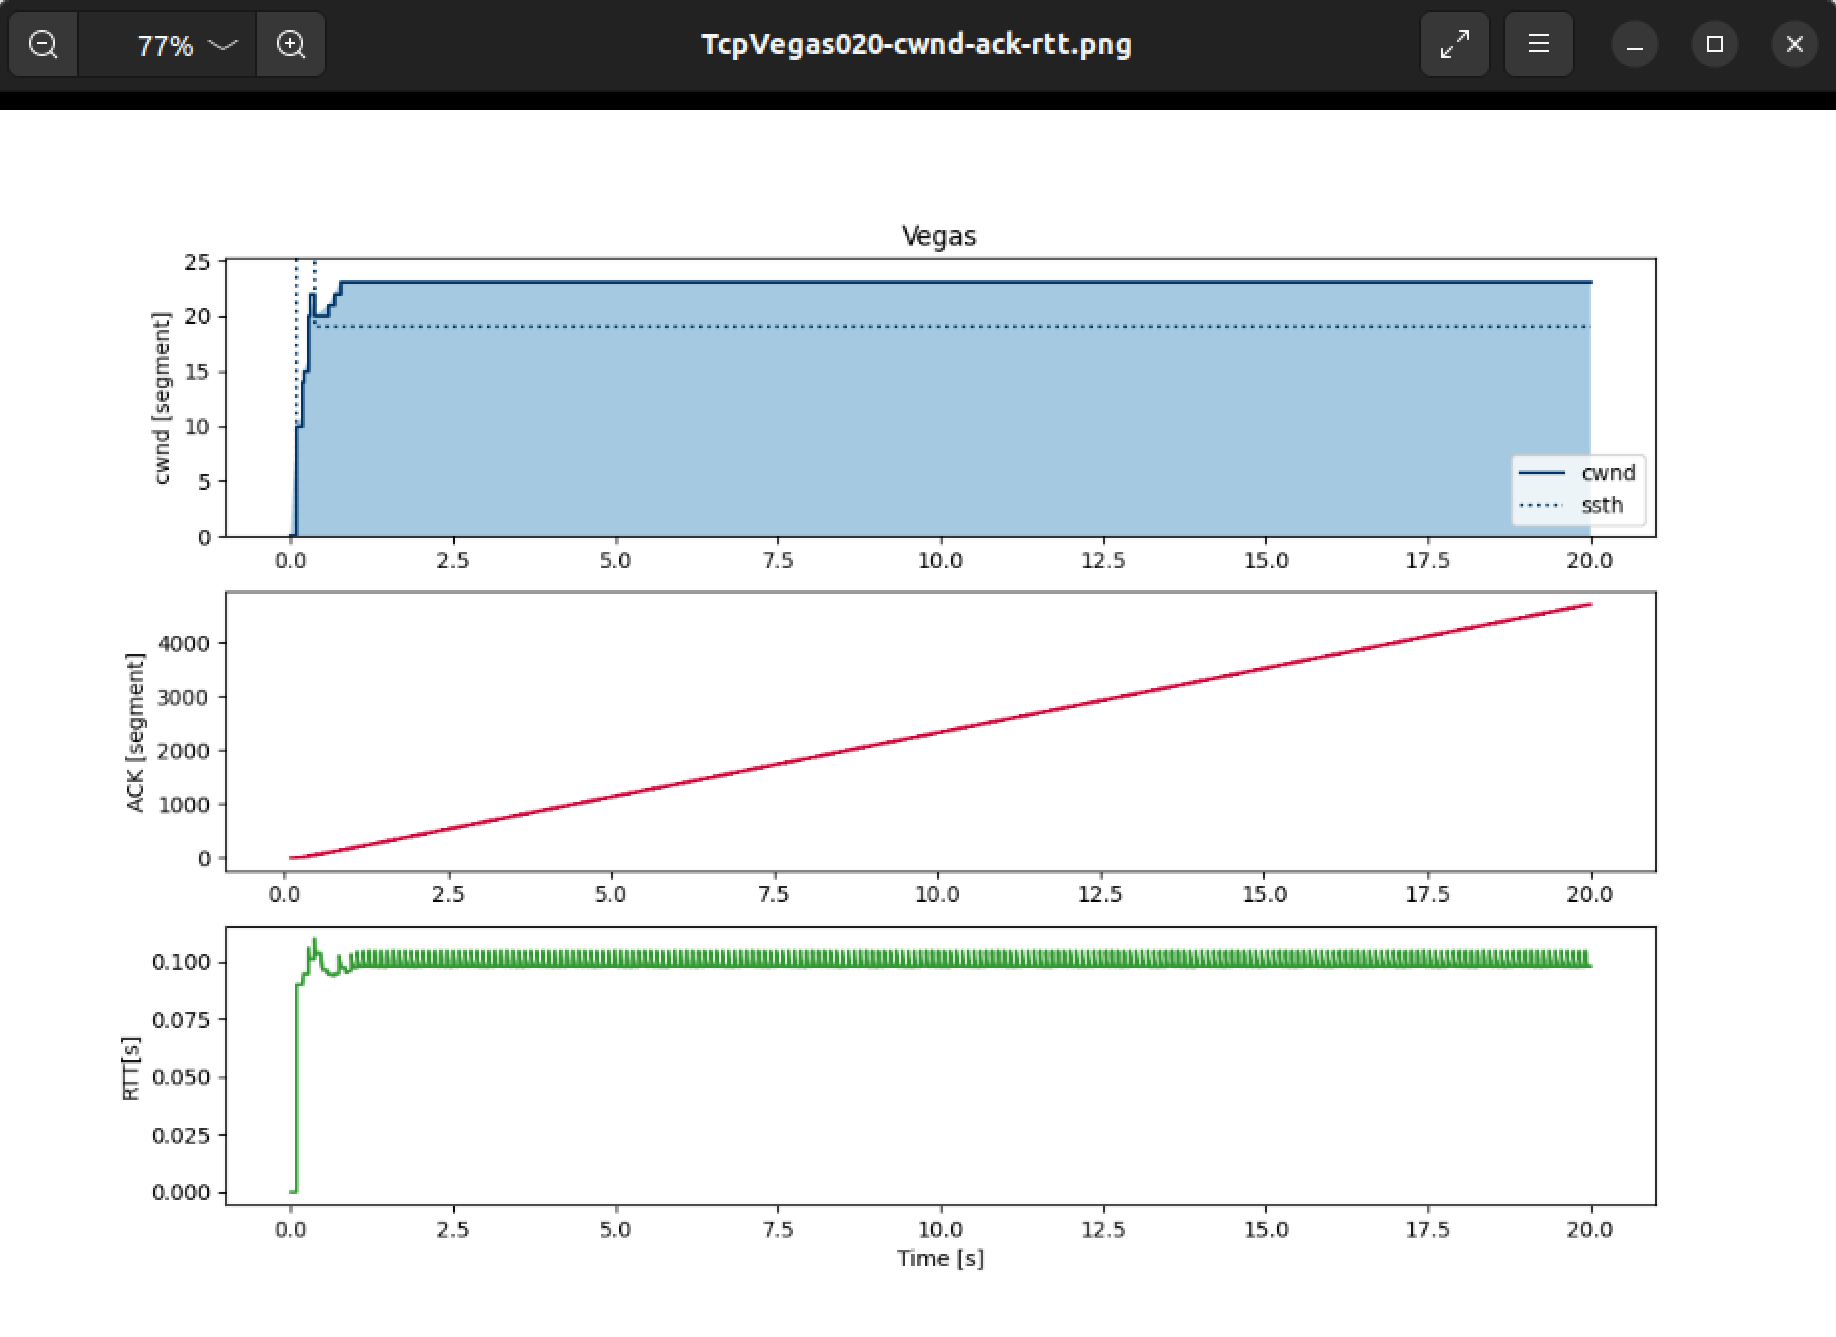 77%
TcpVegas020-cwnd-ack-rtt.png
Vegas
25
20
15
10
5
0
cwnd [segment]
cwnd
ssth
0.0 2.5 5.0 7.5 10.0 12.5 15.0 17.5 20.0
4000
3000
2000
1000
0
ACK [segment]
0.0 2.5 5.0 7.5 10.0 12.5 15.0 17.5 20.0
0.100
0.075
0.050
0.025
0.000
RTT[s]
0.0 2.5 5.0 7.5 10.0 12.5 15.0 17.5 20.0
Time [s]